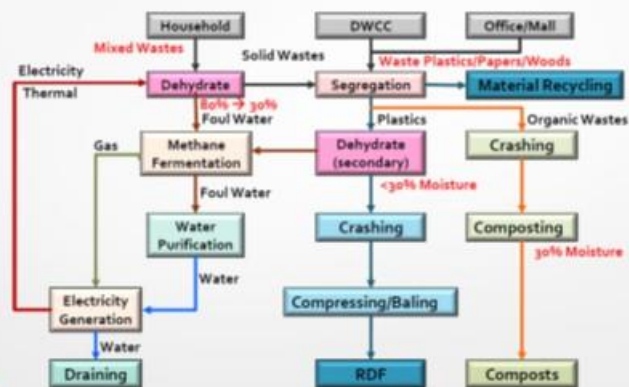 Household
DWCC
Office/Mall
Mixed Wastes
Solid Wastes
Waste Plastics/Papers/Woods
Electricity
Thermal
Dehydrate
Segregation
Material Recycling
80% → 30%
Foul Water
Plastics
Organic Wastes
Gas
Methane
Fermentation
Dehydrate
(secondary)
Crashing
Foul Water
<30% Moisture
Water
Purification
Crashing
Composting
30% Moisture
Water
Electricity
Generation
Compressing/Baling
Water
Draining
RDF
Composts